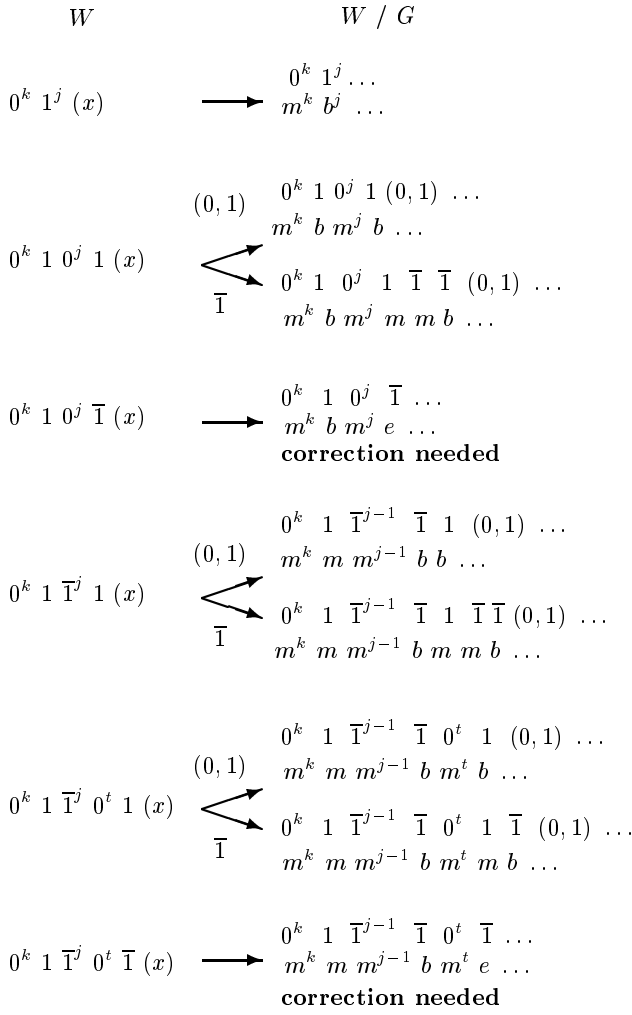 W W / G
0^k 1^j …
0^k 1^j (x)
m^k b^j …
(0, 1) 0^k 1 0^j 1 (0, 1) …
m^k b m^j b …
0^k 1 0^j 1 (x)
0^k 1 0^j 1 1̅ 1̅ (0, 1) …
1̅
m^k b m^j m m b …
0^k 1 0^j 1̅ …
0^k 1 0^j 1̅ (x)
m^k b m^j e …
correction needed
0^k 1 1̅^{j−1} 1̅ 1 (0, 1) …
(0, 1)
m^k m m^{j−1} b b …
0^k 1 1̅^j 1 (x)
0^k 1 1̅^{j−1} 1̅ 1 1̅ 1̅ (0, 1) …
1̅
m^k m m^{j−1} b m m b …
0^k 1 1̅^{j−1} 1̅ 0^t 1 (0, 1) …
(0, 1)
m^k m m^{j−1} b m^t b …
0^k 1 1̅^j 0^t 1 (x)
0^k 1 1̅^{j−1} 1̅ 0^t 1 1̅ (0, 1) …
1̅
m^k m m^{j−1} b m^t m b …
0^k 1 1̅^{j−1} 1̅ 0^t 1̅ …
0^k 1 1̅^j 0^t 1̅ (x)
m^k m m^{j−1} b m^t e …
correction needed